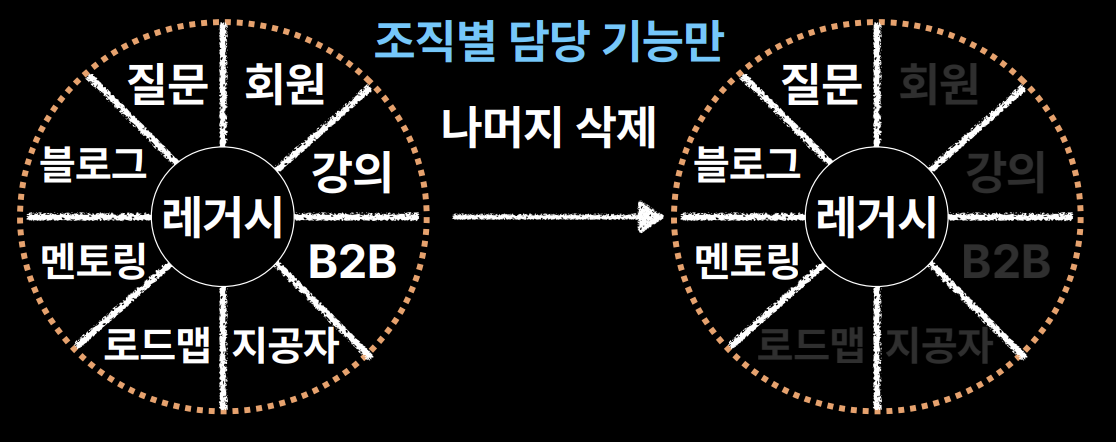 조직별 담당 기능만
나머지 삭제
질문
회원
블로그
강의
레거시
멘토링
B2B
로드맵
지공자
질문
회원
블로그
강의
레거시
멘토링
B2B
로드맵
지공자